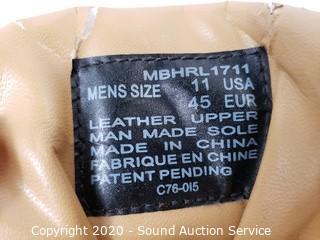 MBHRL1711
MENS SIZE 11 USA
45 EUR
LEATHER UPPER
MAN MADE SOLE
MADE IN CHINA
FABRIQUE EN CHINE
PATENT PENDING
C76-015
Copyright 2020 - Sound Auction Service